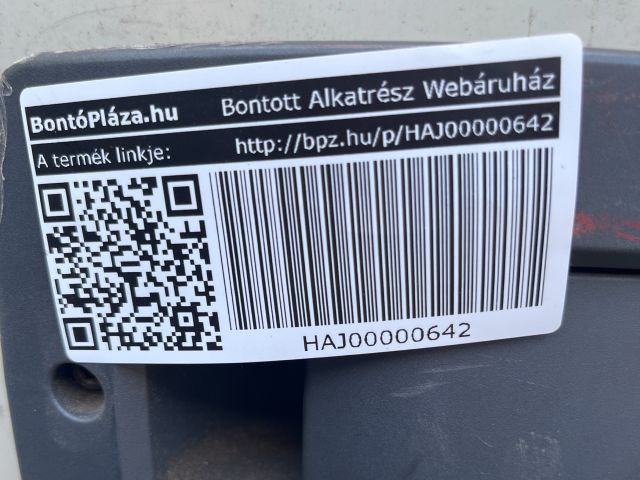 BontóPláza.hu Bontott Alkatrész Webáruház
A termék linkje: http://bpz.hu/p/HAJ00000642
HAJ00000642